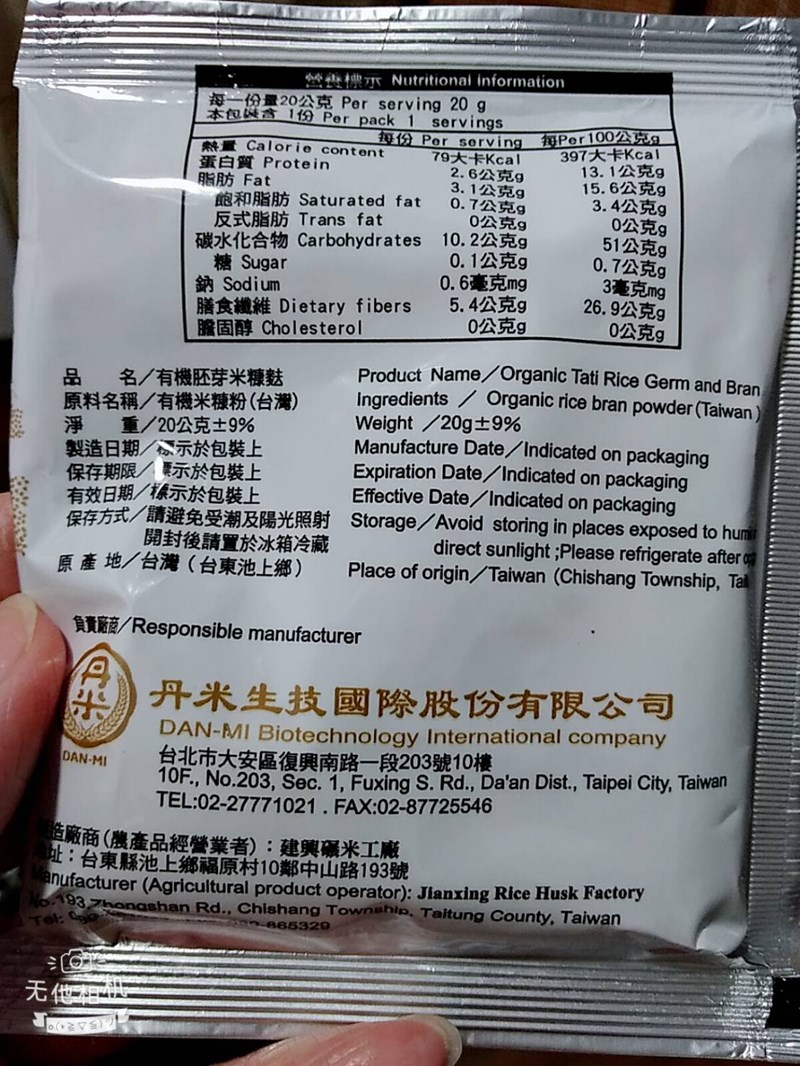 營養標示 Nutritional Information
每一份量20公克 Per serving 20 g
本包裝含 1份 Per pack 1 servings
每份 Per serving 每Per100公克g
熱量 Calorie content 79大卡Kcal 397大卡Kcal
蛋白質 Protein 2.6公克g 13.1公克g
脂肪 Fat 3.1公克g 15.6公克g
飽和脂肪 Saturated fat 0.7公克g 3.4公克g
反式脂肪 Trans fat 0公克g 0公克g
碳水化合物 Carbohydrates 10.2公克g 51公克g
糖 Sugar 0.1公克g 0.7公克g
鈉 Sodium 0.6毫克mg 3毫克mg
膳食纖維 Dietary fibers 5.4公克g 26.9公克g
膽固醇 Cholesterol 0公克g 0公克g
品 名/有機胚芽米糠麩 Product Name/Organic Tati Rice Germ and Bran
原料名稱/有機米糠粉(台灣) Ingredients / Organic rice bran powder(Taiwan)
淨 重/20公克±9% Weight /20g±9%
製造日期/標示於包裝上 Manufacture Date/Indicated on packaging
保存期限/標示於包裝上 Expiration Date/Indicated on packaging
有效日期/標示於包裝上 Effective Date/Indicated on packaging
保存方式/請避免受潮及陽光照射 Storage/Avoid storing in places exposed to
開封後請置於冰箱冷藏 direct sunlight ;Please refrigerate after
原產地/台灣(台東池上鄉) Place of origin/Taiwan (Chishang Township,
負責廠商/Responsible manufacturer
丹米
DAN-MI
丹米生技國際股份有限公司
DAN-MI Biotechnology International company
台北市大安區復興南路一段203號10樓
10F., No.203, Sec. 1, Fuxing S. Rd., Da'an Dist., Taipei City, Taiwan
TEL:02-27771021 . FAX:02-87725546
造廠商(農產品經營業者):建興碾米工廠
址:台東縣池上鄉福原村10鄰中山路193號
Manufacturer (Agricultural product operator): Jianxing Rice Husk Factory
No.193,Zhongshan Rd., Chishang Township, Taitung County, Taiwan
Tel: 865329
无他相机